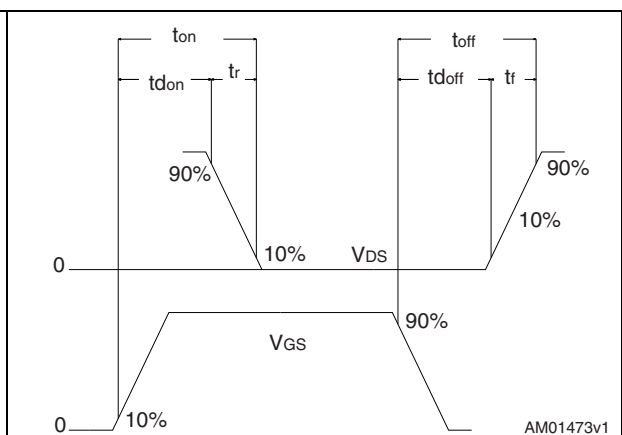 ton toff
tdon tr tdoff tf
90% 90%
10%
0 10% VDS
VGS 90%
0 10%
AM01473v1